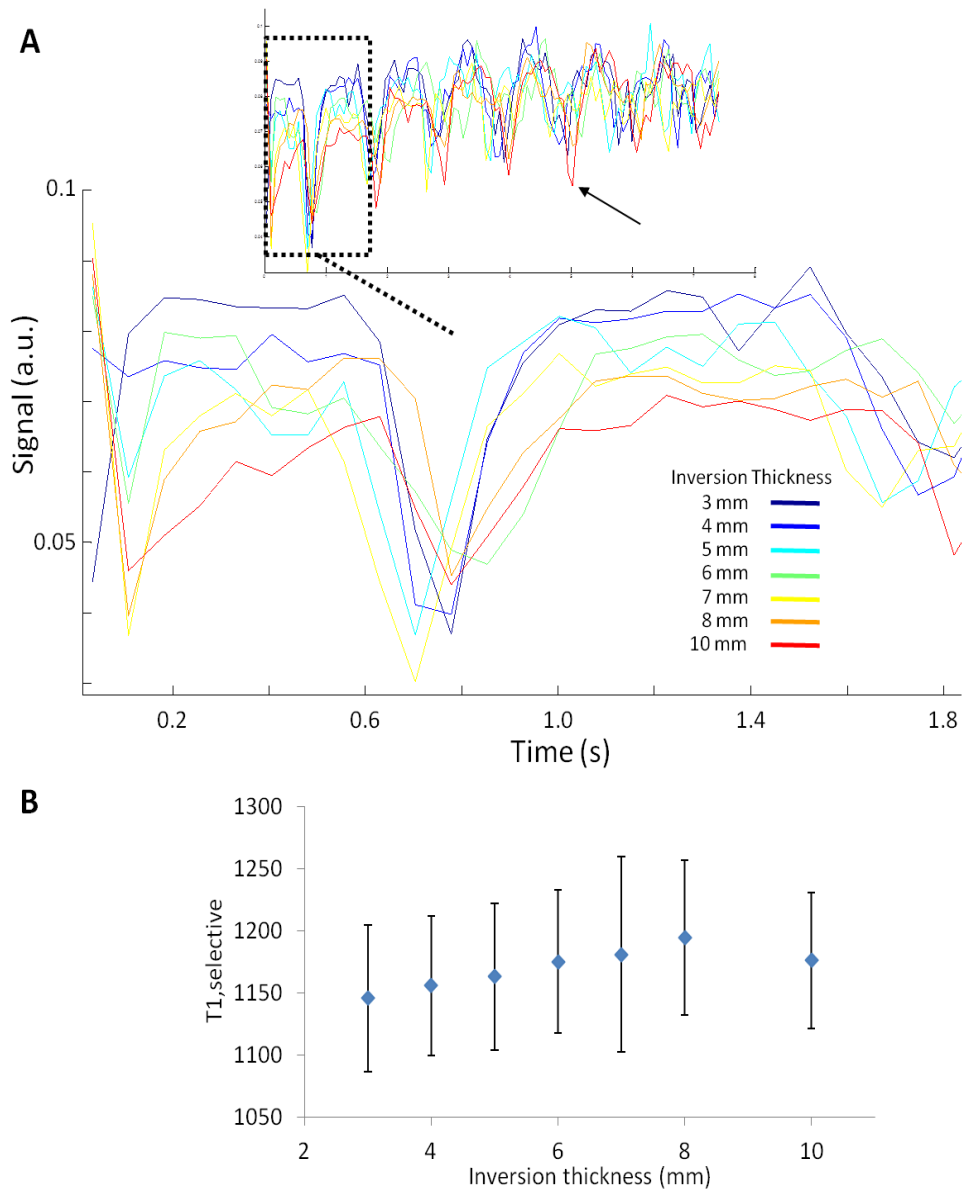 A
0.1
0.05
Signal (a.u.)
Inversion Thickness
3 mm
4 mm
5 mm
6 mm
7 mm
8 mm
10 mm
0.2 0.6 1.0 1.4 1.8
Time (s)
B
1300
1250
1200
1150
1100
1050
T1,selective
2 4 6 8 10
Inversion thickness (mm)